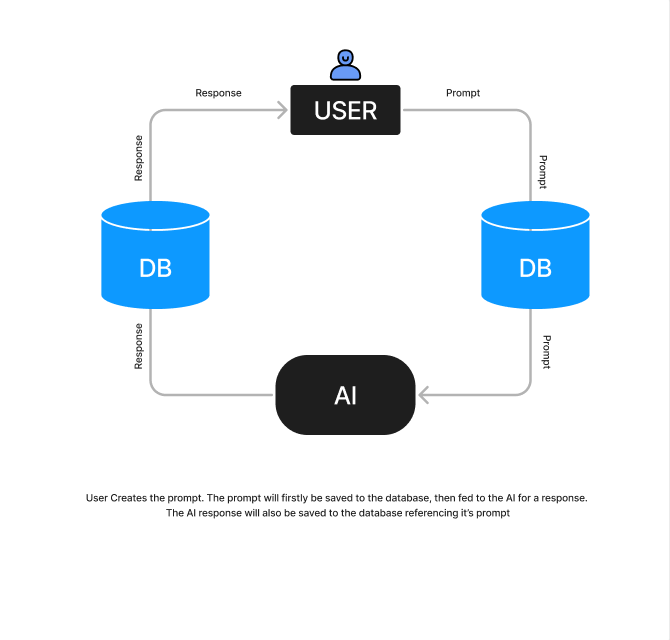 Response
USER
Prompt
Response
Prompt
DB
DB
Response
Prompt
AI
User Creates the prompt. The prompt will firstly be saved to the database, then fed to the AI for a response.
The AI response will also be saved to the database referencing it's prompt